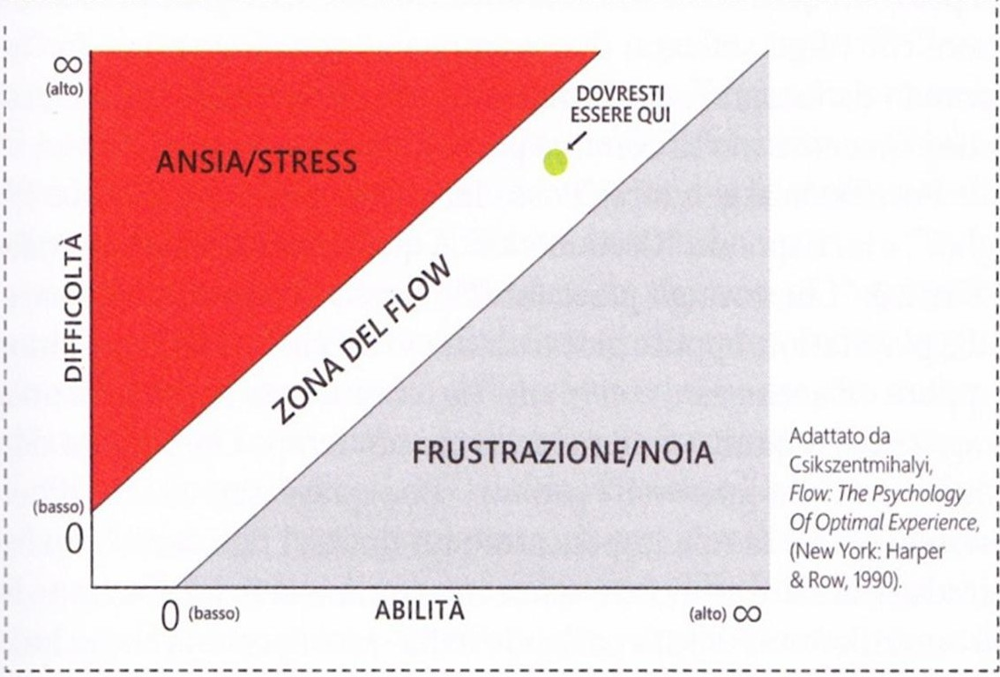 ∞
(alto)
DOVRESTI
ESSERE QUI
ANSIA/STRESS
DIFFICOLTÀ
ZONA DEL FLOW
FRUSTRAZIONE/NOIA
(basso)
0
0 (basso)
ABILITÀ
(alto) ∞
Adattato da
Csikszentmihalyi,
Flow: The Psychology
Of Optimal Experience,
(New York: Harper
& Row, 1990).